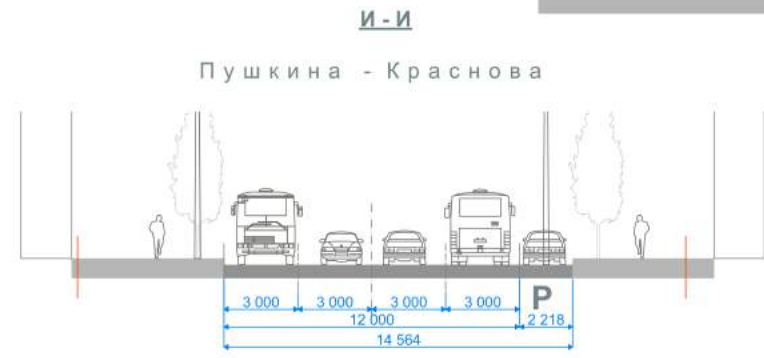 И - И
Пушкина - Краснова
3 000 3 000 3 000 3 000 P
12 000 2 218
14 564